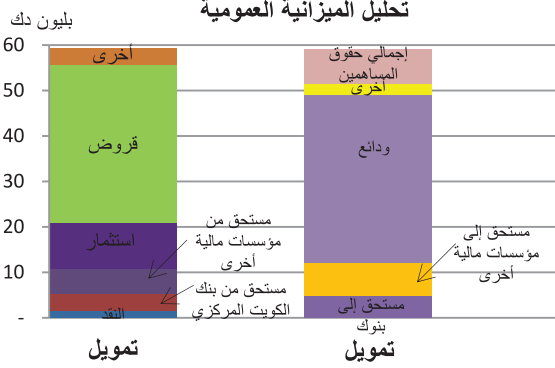 تحليل الميزانية العمومية
بليون دك
60
50
40
30
20
10
-
أخرى
قروض
استثمار
النقد
مستحق من
مؤسسات مالية
أخرى
مستحق من بنك
الكويت المركزي
تمويل
إجمالي حقوق
المساهمين
أخرى
ودائع
مستحق إلى
مؤسسات مالية
أخرى
مستحق إلى
بنوك
تمويل